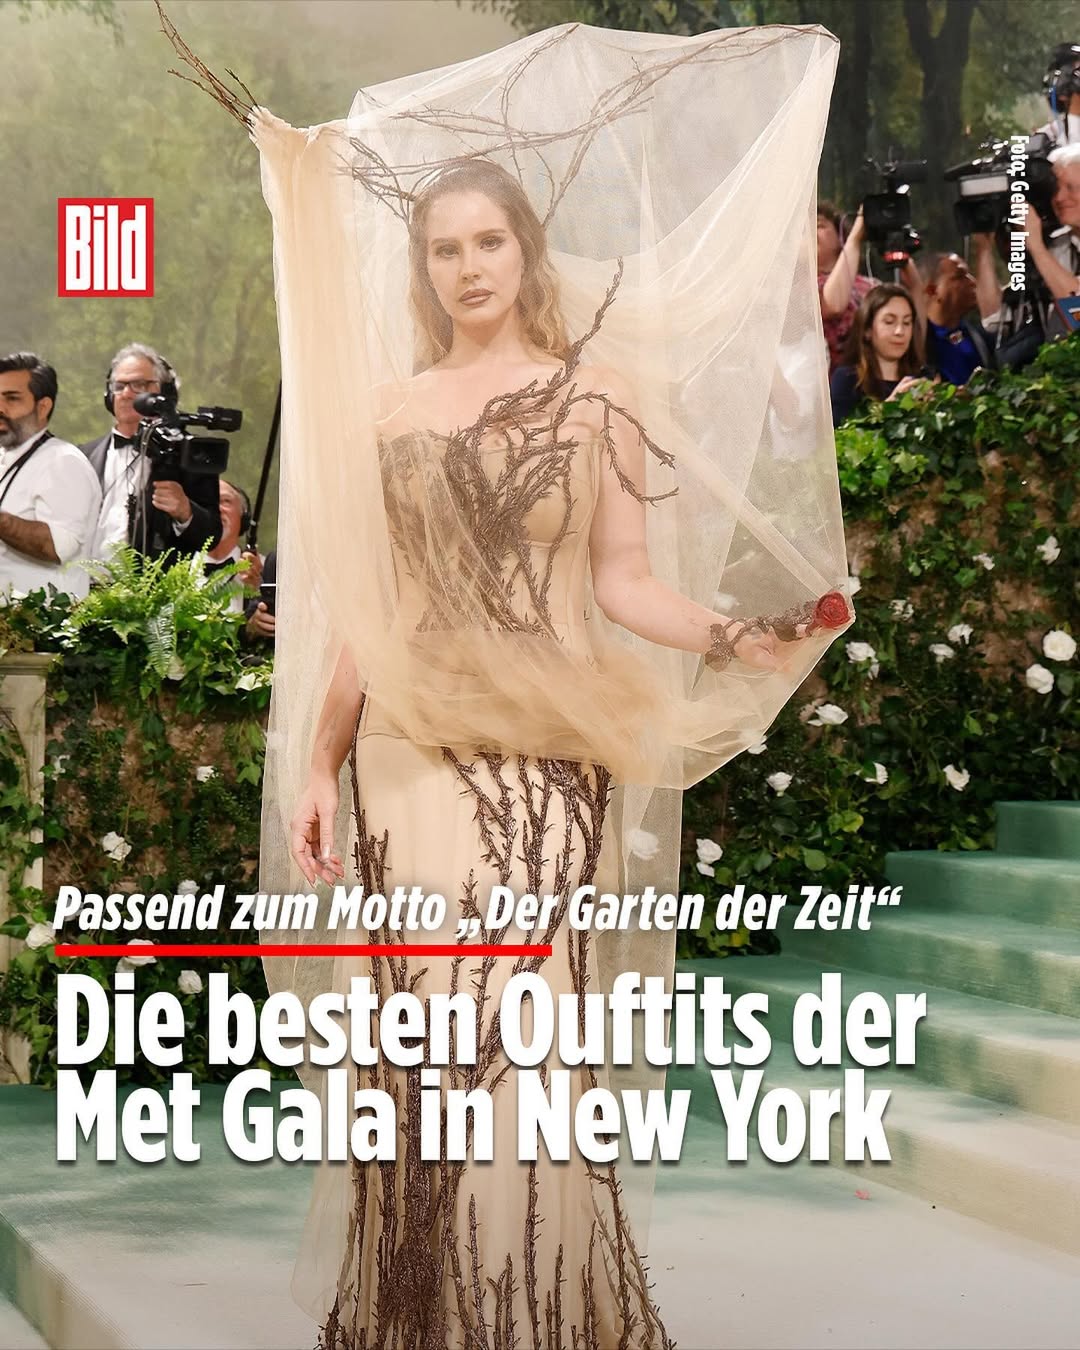 Bild
Foto: Getty Images
Passend zum Motto „Der Garten der Zeit“
Die besten Ouftits der
Met Gala in New York